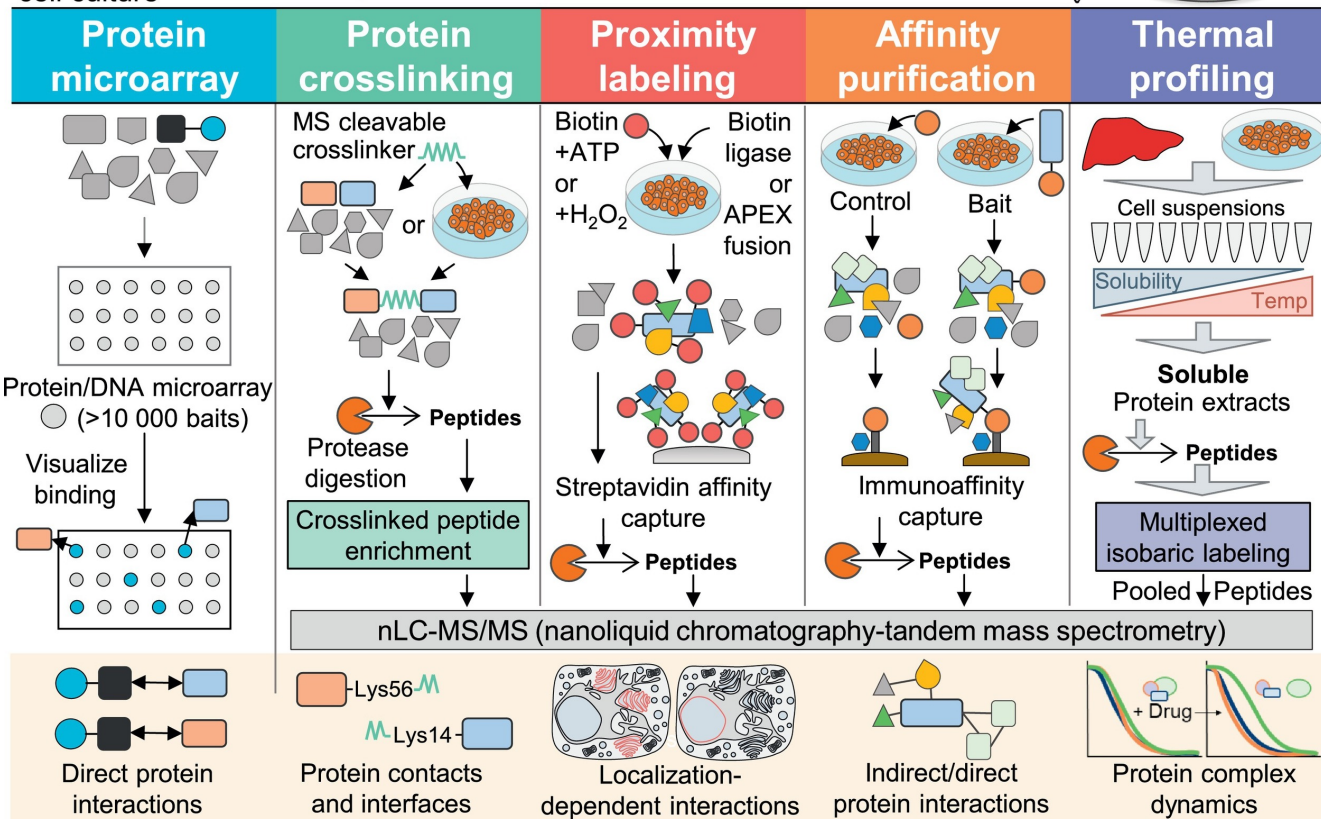 cell culture
Protein
microarray
Protein
crosslinking
Proximity
labeling
Affinity
purification
Thermal
profiling
Protein/DNA microarray
(>10 000 baits)
Visualize
binding
Direct protein
interactions
MS cleavable
crosslinker
or
Peptides
Protease
digestion
Crosslinked peptide
enrichment
Lys56
Lys14
Protein contacts
and interfaces
Biotin
+ATP
or
+H₂O₂
Biotin
ligase
or
APEX
fusion
Streptavidin affinity
capture
Peptides
Localization-
dependent interactions
Control
Bait
Immunoaffinity
capture
Peptides
Indirect/direct
protein interactions
Cell suspensions
Solubility
Temp
Soluble
Protein extracts
Peptides
Multiplexed
isobaric labeling
Pooled Peptides
nLC-MS/MS (nanoliquid chromatography-tandem mass spectrometry)
+ Drug
Protein complex
dynamics